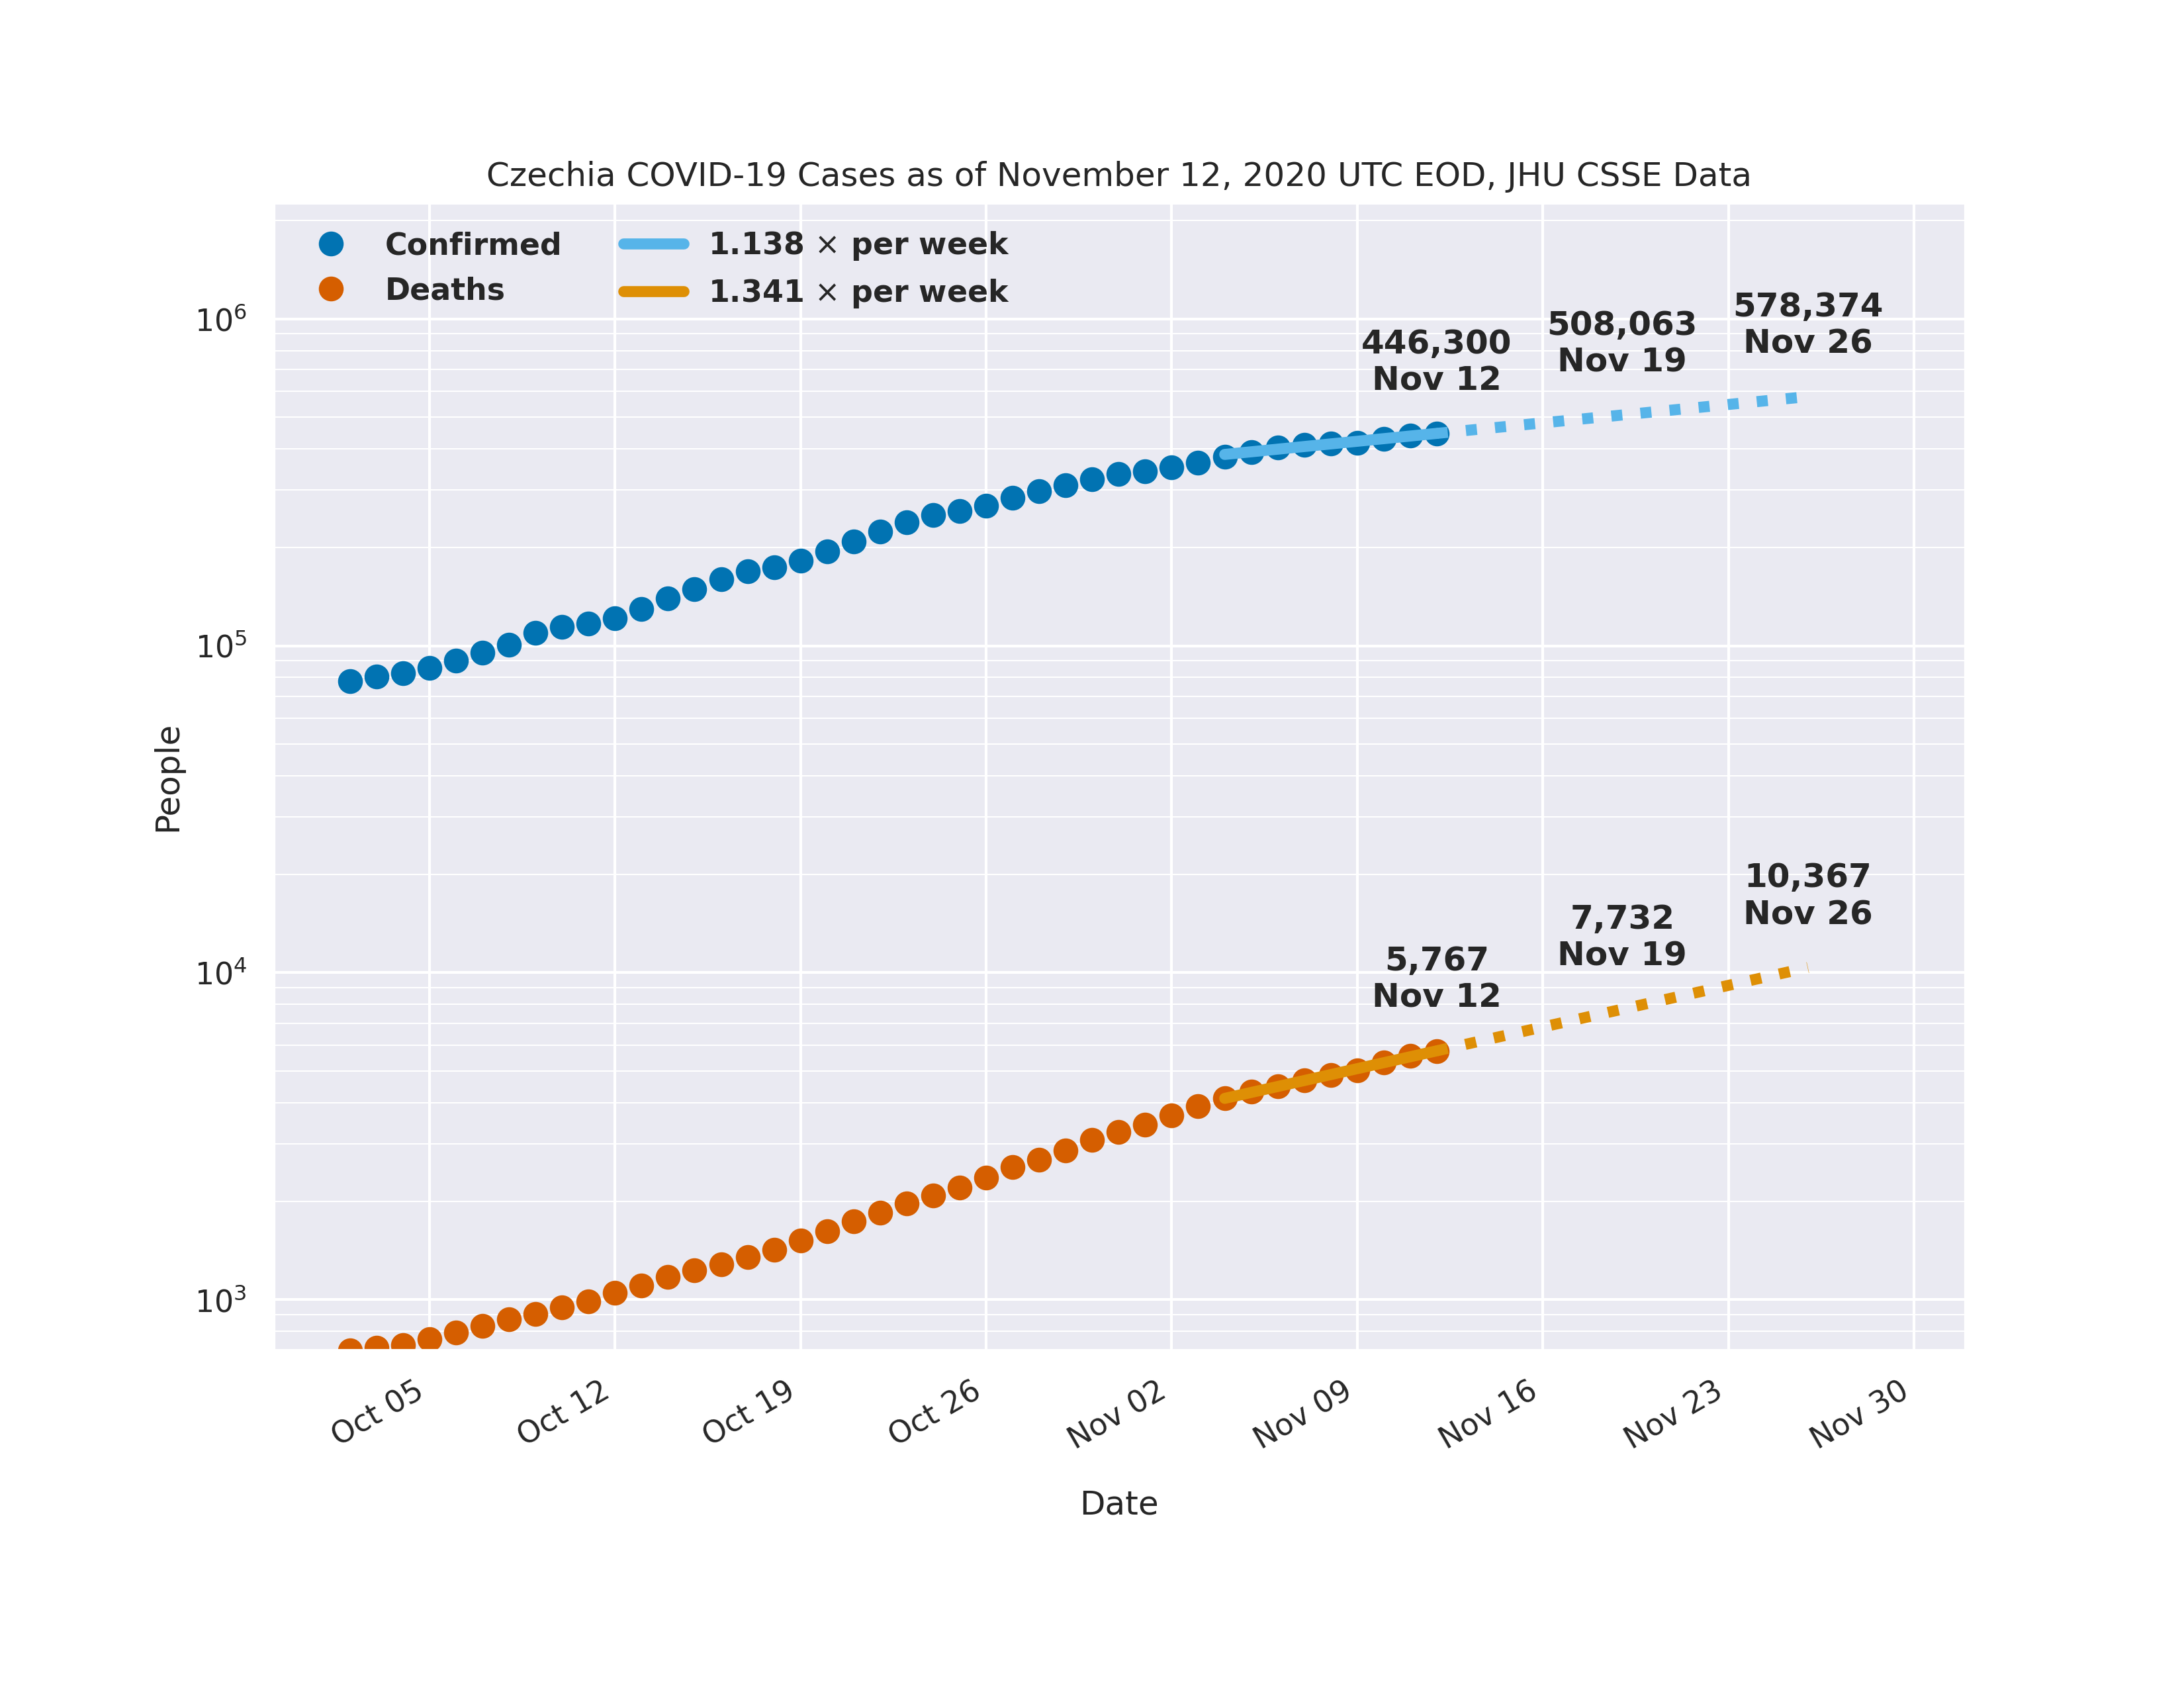 Czechia COVID-19 Cases as of November 12, 2020 UTC EOD, JHU CSSE Data
Confirmed
Deaths
1.138 × per week
1.341 × per week
446,300
Nov 12
508,063
Nov 19
578,374
Nov 26
5,767
Nov 12
7,732
Nov 19
10,367
Nov 26
10⁶
10⁵
10⁴
10³
People
Oct 05
Oct 12
Oct 19
Oct 26
Nov 02
Nov 09
Nov 16
Nov 23
Nov 30
Date